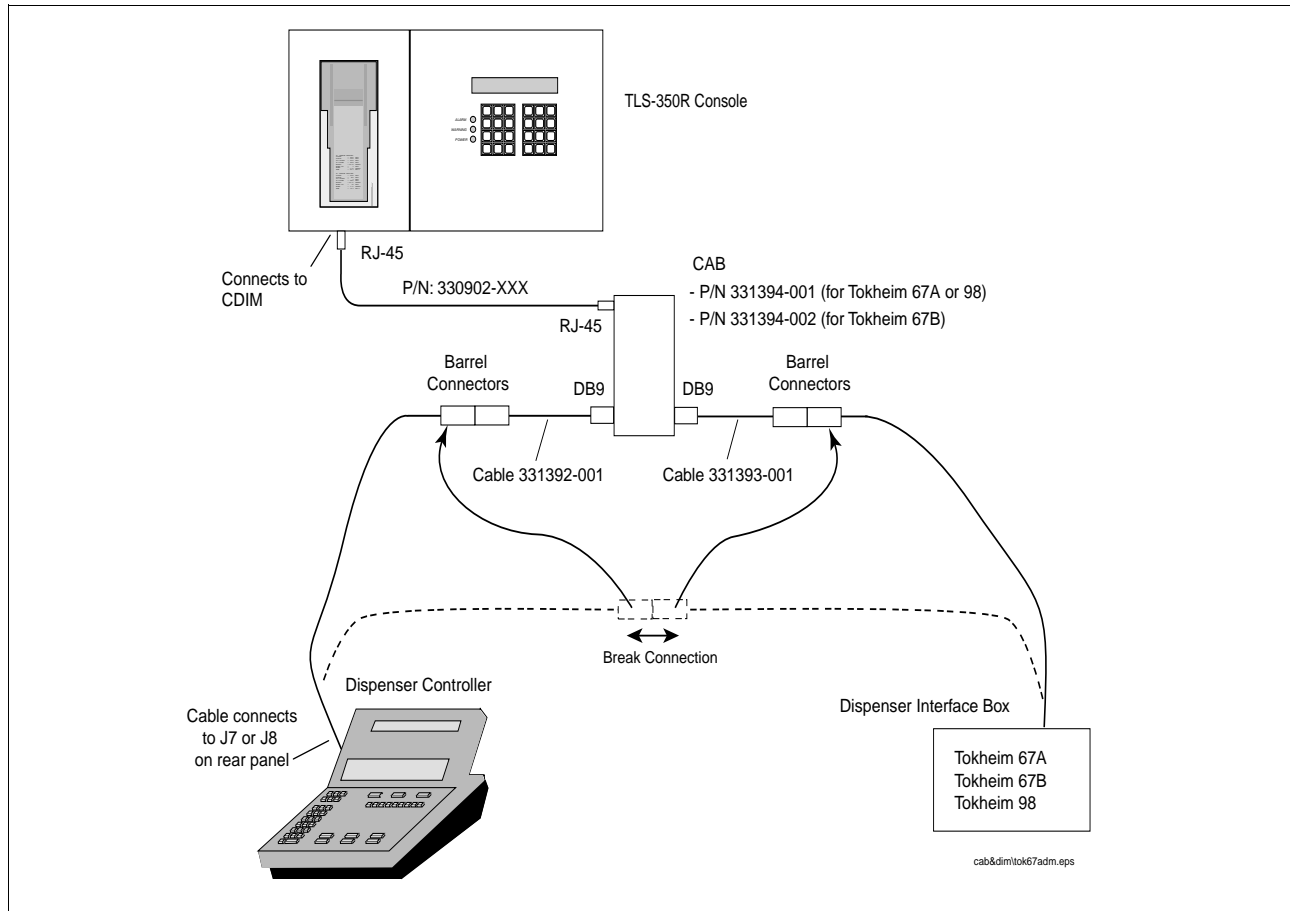 TLS-350R Console
ALARM
WARNING
POWER
RJ-45
Connects to
CDIM
P/N: 330902-XXX
CAB
- P/N 331394-001 (for Tokheim 67A or 98)
- P/N 331394-002 (for Tokheim 67B)
RJ-45
Barrel
Connectors
DB9
DB9
Barrel
Connectors
Cable 331392-001
Cable 331393-001
Break Connection
Dispenser Controller
Cable connects
to J7 or J8
on rear panel
Dispenser Interface Box
Tokheim 67A
Tokheim 67B
Tokheim 98
cab&dim\tok67adm.eps